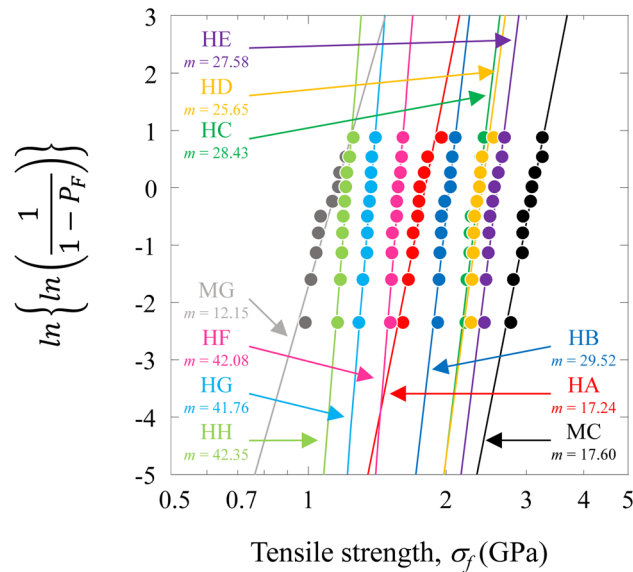 3
2
1
0
-1
-2
-3
-4
-5
ln{ln(1/(1 − P_F))}
HE
m = 27.58
HD
m = 25.65
HC
m = 28.43
MG
m = 12.15
HF
m = 42.08
HG
m = 41.76
HH
m = 42.35
HB
m = 29.52
HA
m = 17.24
MC
m = 17.60
0.5 0.7 1 2 3 4 5
Tensile strength, σ_f (GPa)